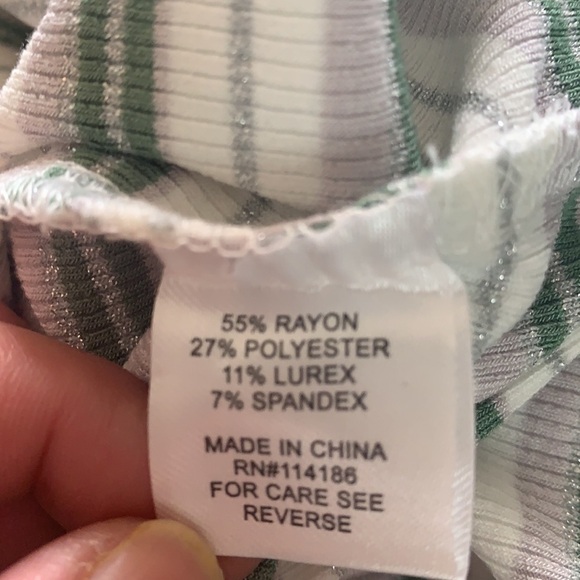 55% RAYON
27% POLYESTER
11% LUREX
7% SPANDEX
MADE IN CHINA
RN#114186
FOR CARE SEE
REVERSE